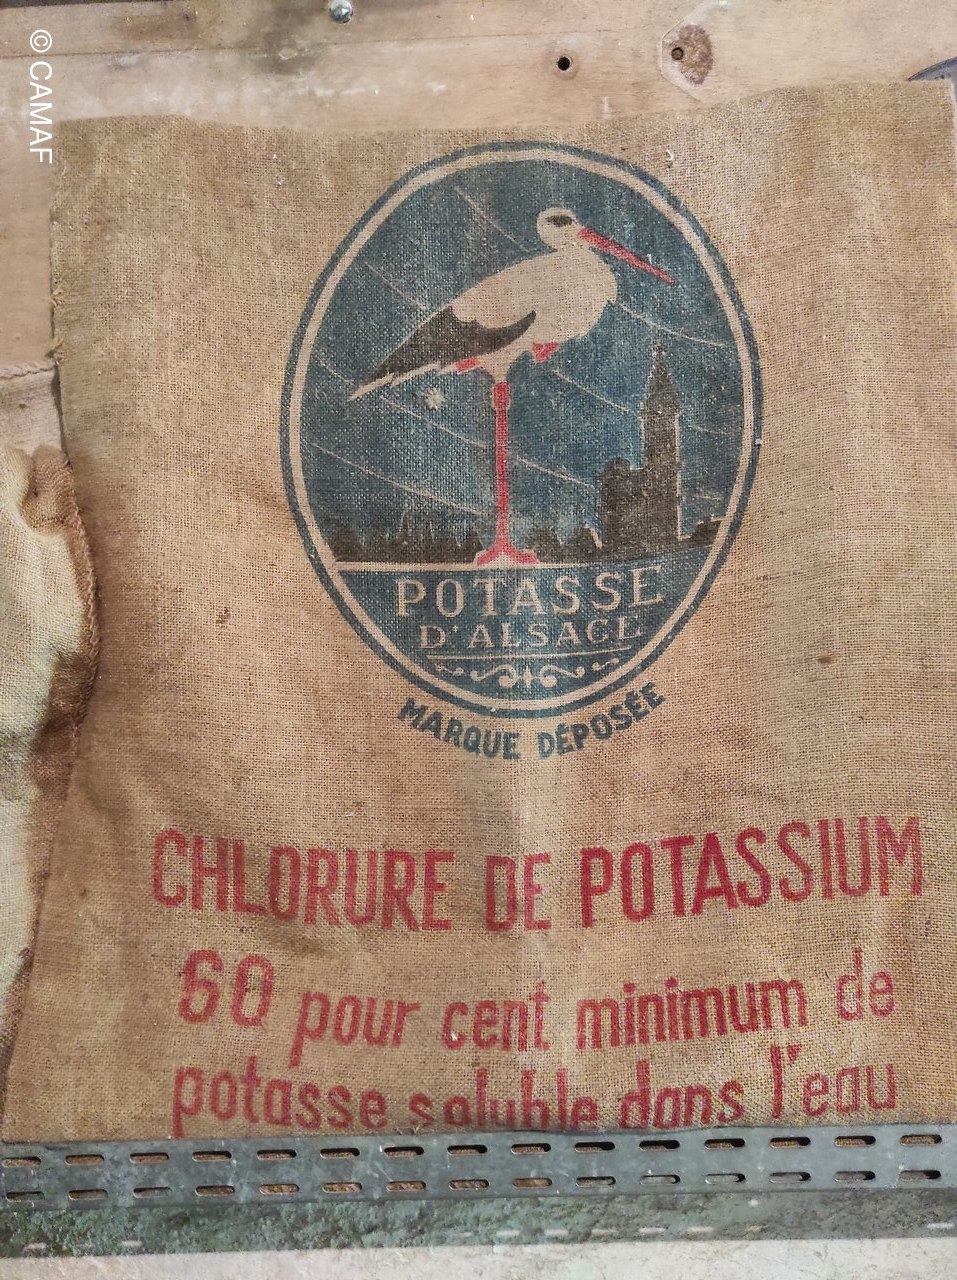 © CAMAF
POTASSE
D'ALSACE
MARQUE DÉPOSÉE
CHLORURE DE POTASSIUM
60 pour cent minimum de
potasse soluble dans l'eau